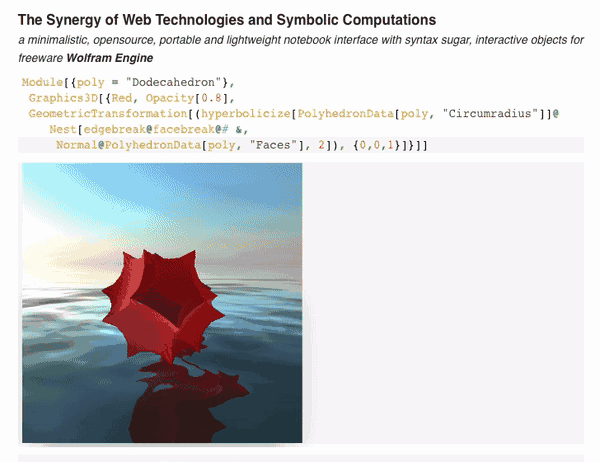 The Synergy of Web Technologies and Symbolic Computations
a minimalistic, opensource, portable and lightweight notebook interface with syntax sugar, interactive objects for
freeware Wolfram Engine
Module[{poly = "Dodecahedron"},
Graphics3D[{Red, Opacity[0.8],
GeometricTransformation[(hyperbolicize[PolyhedronData[poly, "Circumradius"]]@
Nest[edgebreak@facebreak@# &,
Normal@PolyhedronData[poly, "Faces"], 2]), {0,0,1}]}]]